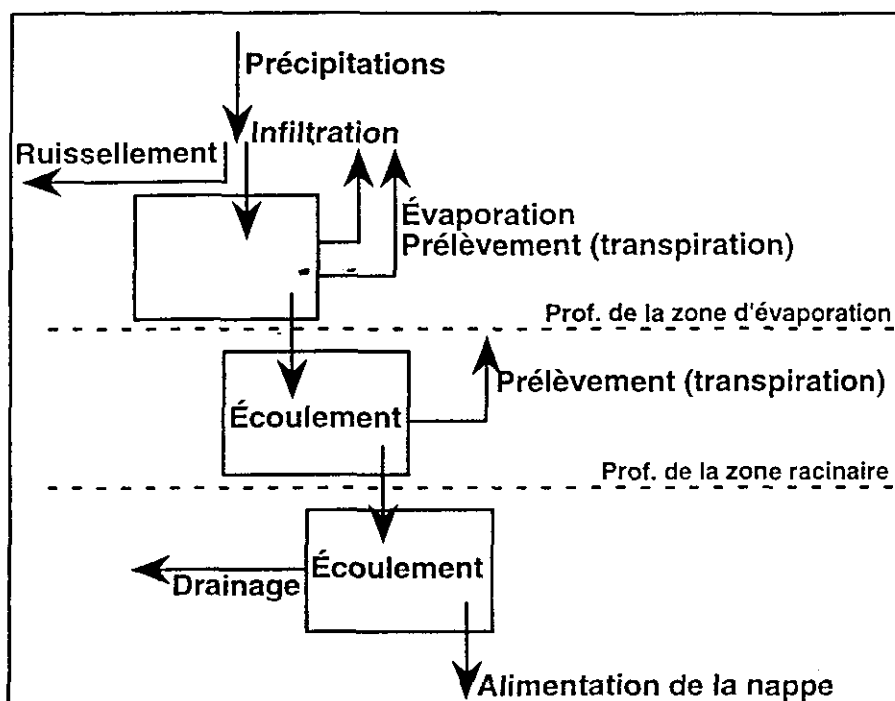 Précipitations
Infiltration
Ruissellement
Évaporation
Prélèvement (transpiration)
Prof. de la zone d'évaporation
Prélèvement (transpiration)
Écoulement
Prof. de la zone racinaire
Écoulement
Drainage
Alimentation de la nappe